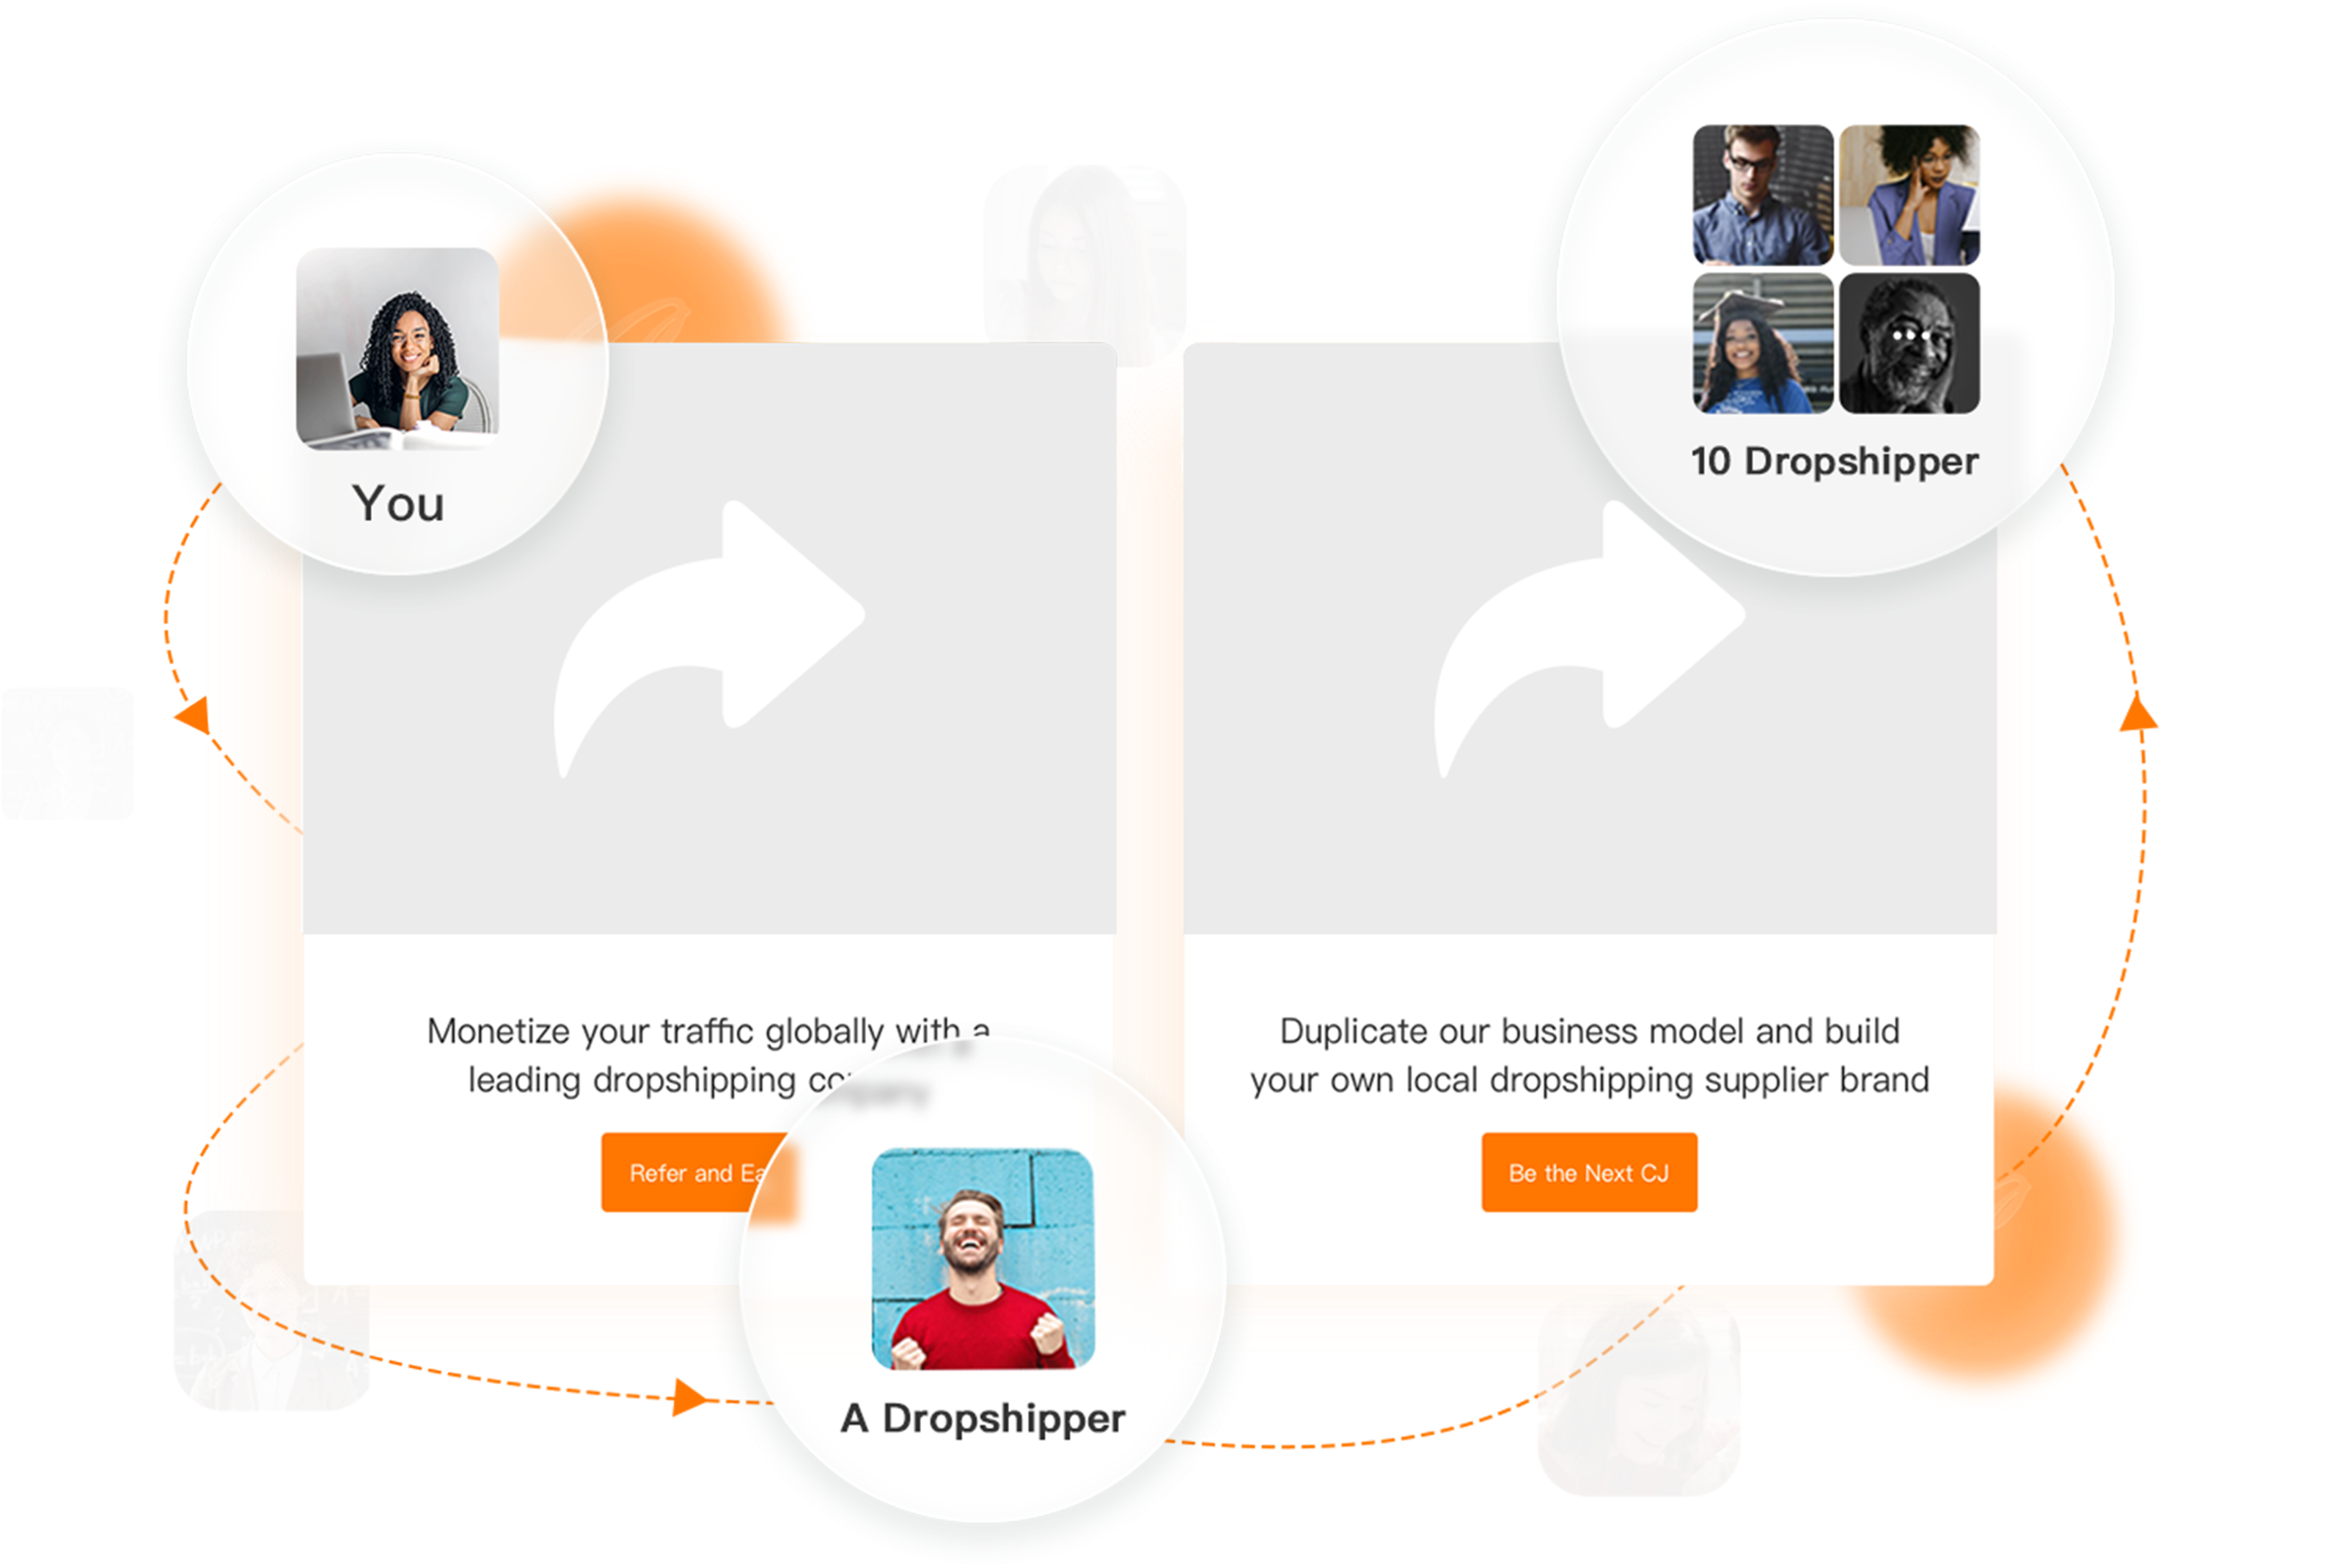 You
10 Dropshipper
Monetize your traffic globally with a
leading dropshipping company
Refer and Ea
Duplicate our business model and build
your own local dropshipping supplier brand
Be the Next CJ
A Dropshipper